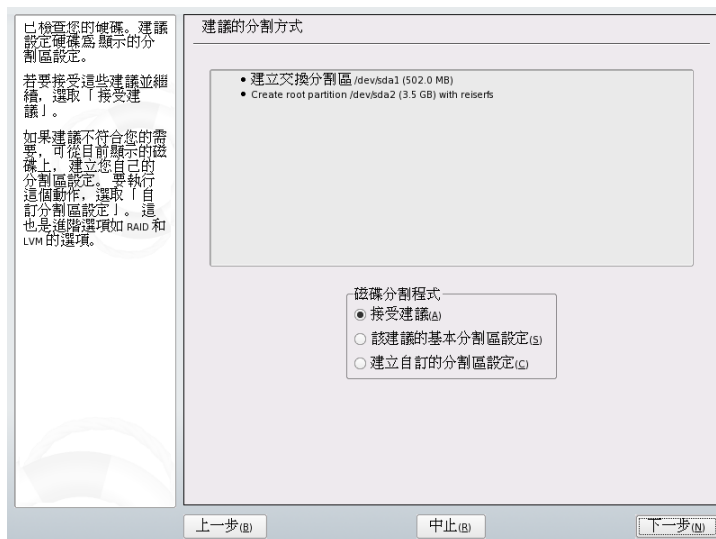 已檢查您的硬碟。建議
設定硬碟為 顯示的分
割區設定。
若要接受這些建議並繼
續，選取「接受建
議」。
如果建議不符合您的需
要，可從目前顯示的磁
碟上，建立您自己的
分割區設定。要執行
這個動作，選取「自
訂分割區設定」。 這
也是進階選項如 RAID 和
LVM 的選項。
建議的分割方式
• 建立交換分割區 /dev/sda1 (502.0 MB)
• Create root partition /dev/sda2 (3.5 GB) with reiserfs
磁碟分割程式
接受建議(A)
該建議的基本分割區設定(S)
建立自訂的分割區設定(C)
上一步(B)
中止(R)
下一步(N)